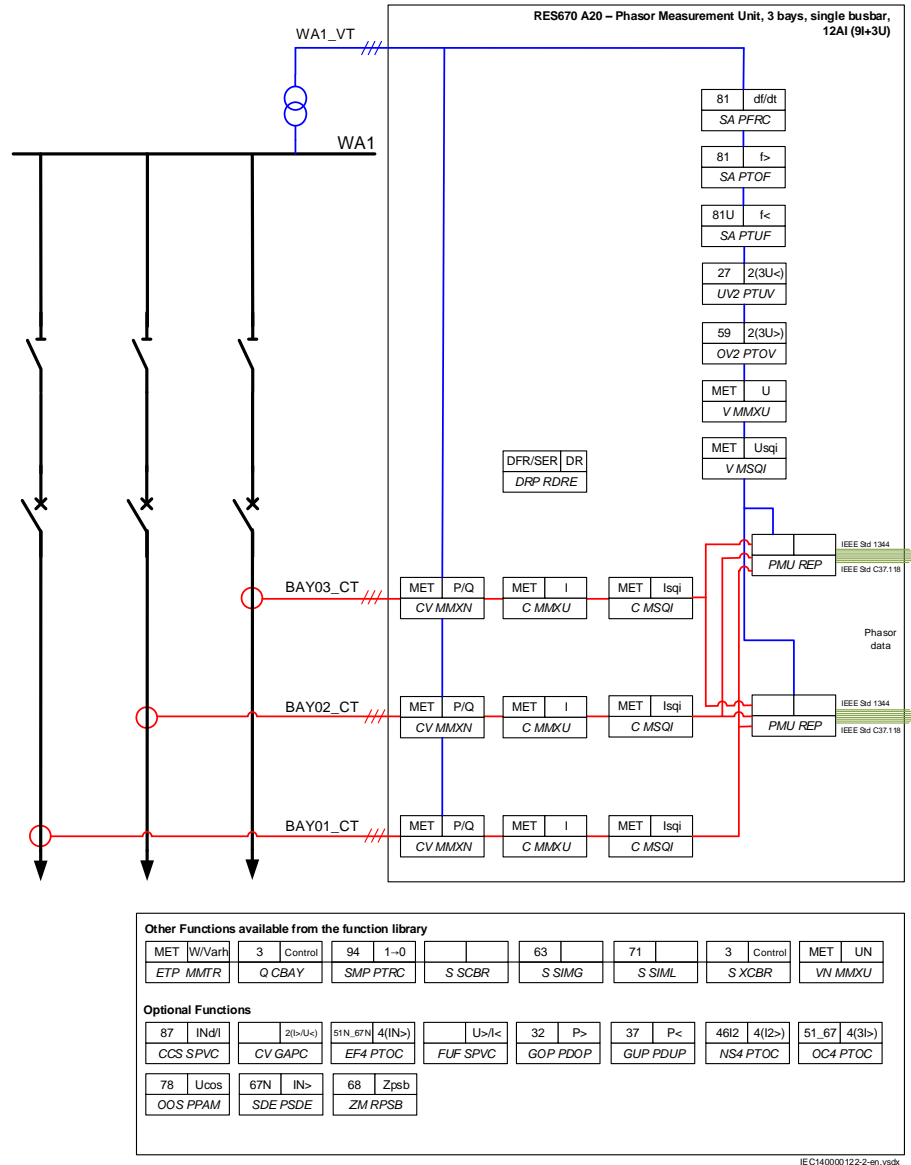 RES670 A20 – Phasor Measurement Unit, 3 bays, single busbar,
12AI (9I+3U)
WA1_VT
WA1
81 df/dt
SA PFRC
81 f>
SA PTOF
81U f<
SA PTUF
27 2(3U<)
UV2 PTUV
59 2(3U>)
OV2 PTOV
MET U
V MMXU
MET Usqi
V MSQI
DFR/SER DR
DRP RDRE
PMU REP
IEEE Std 1344
IEEE Std C37.118
BAY03_CT
MET P/Q
CV MMXN
MET I
C MMXU
MET Isqi
C MSQI
Phasor
data
BAY02_CT
MET P/Q
CV MMXN
MET I
C MMXU
MET Isqi
C MSQI
PMU REP
IEEE Std 1344
IEEE Std C37.118
BAY01_CT
MET P/Q
CV MMXN
MET I
C MMXU
MET Isqi
C MSQI
Other Functions available from the function library
MET W/Varh
ETP MMTR
3 Control
Q CBAY
94 1→0
SMP PTRC
S SCBR
63
S SIMG
71
S SIML
3 Control
S XCBR
MET UN
VN MMXU
Optional Functions
87 INd/I
CCS SPVC
2(I>/U<)
CV GAPC
51N_67N 4(IN>)
EF4 PTOC
U>/I<
FUF SPVC
32 P>
GOP PDOP
37 P<
GUP PDUP
46I2 4(I2>)
NS4 PTOC
51_67 4(3I>)
OC4 PTOC
78 Ucos
OOS PPAM
67N IN>
SDE PSDE
68 Zpsb
ZM RPSB
IEC140000122-2-en.vsdx